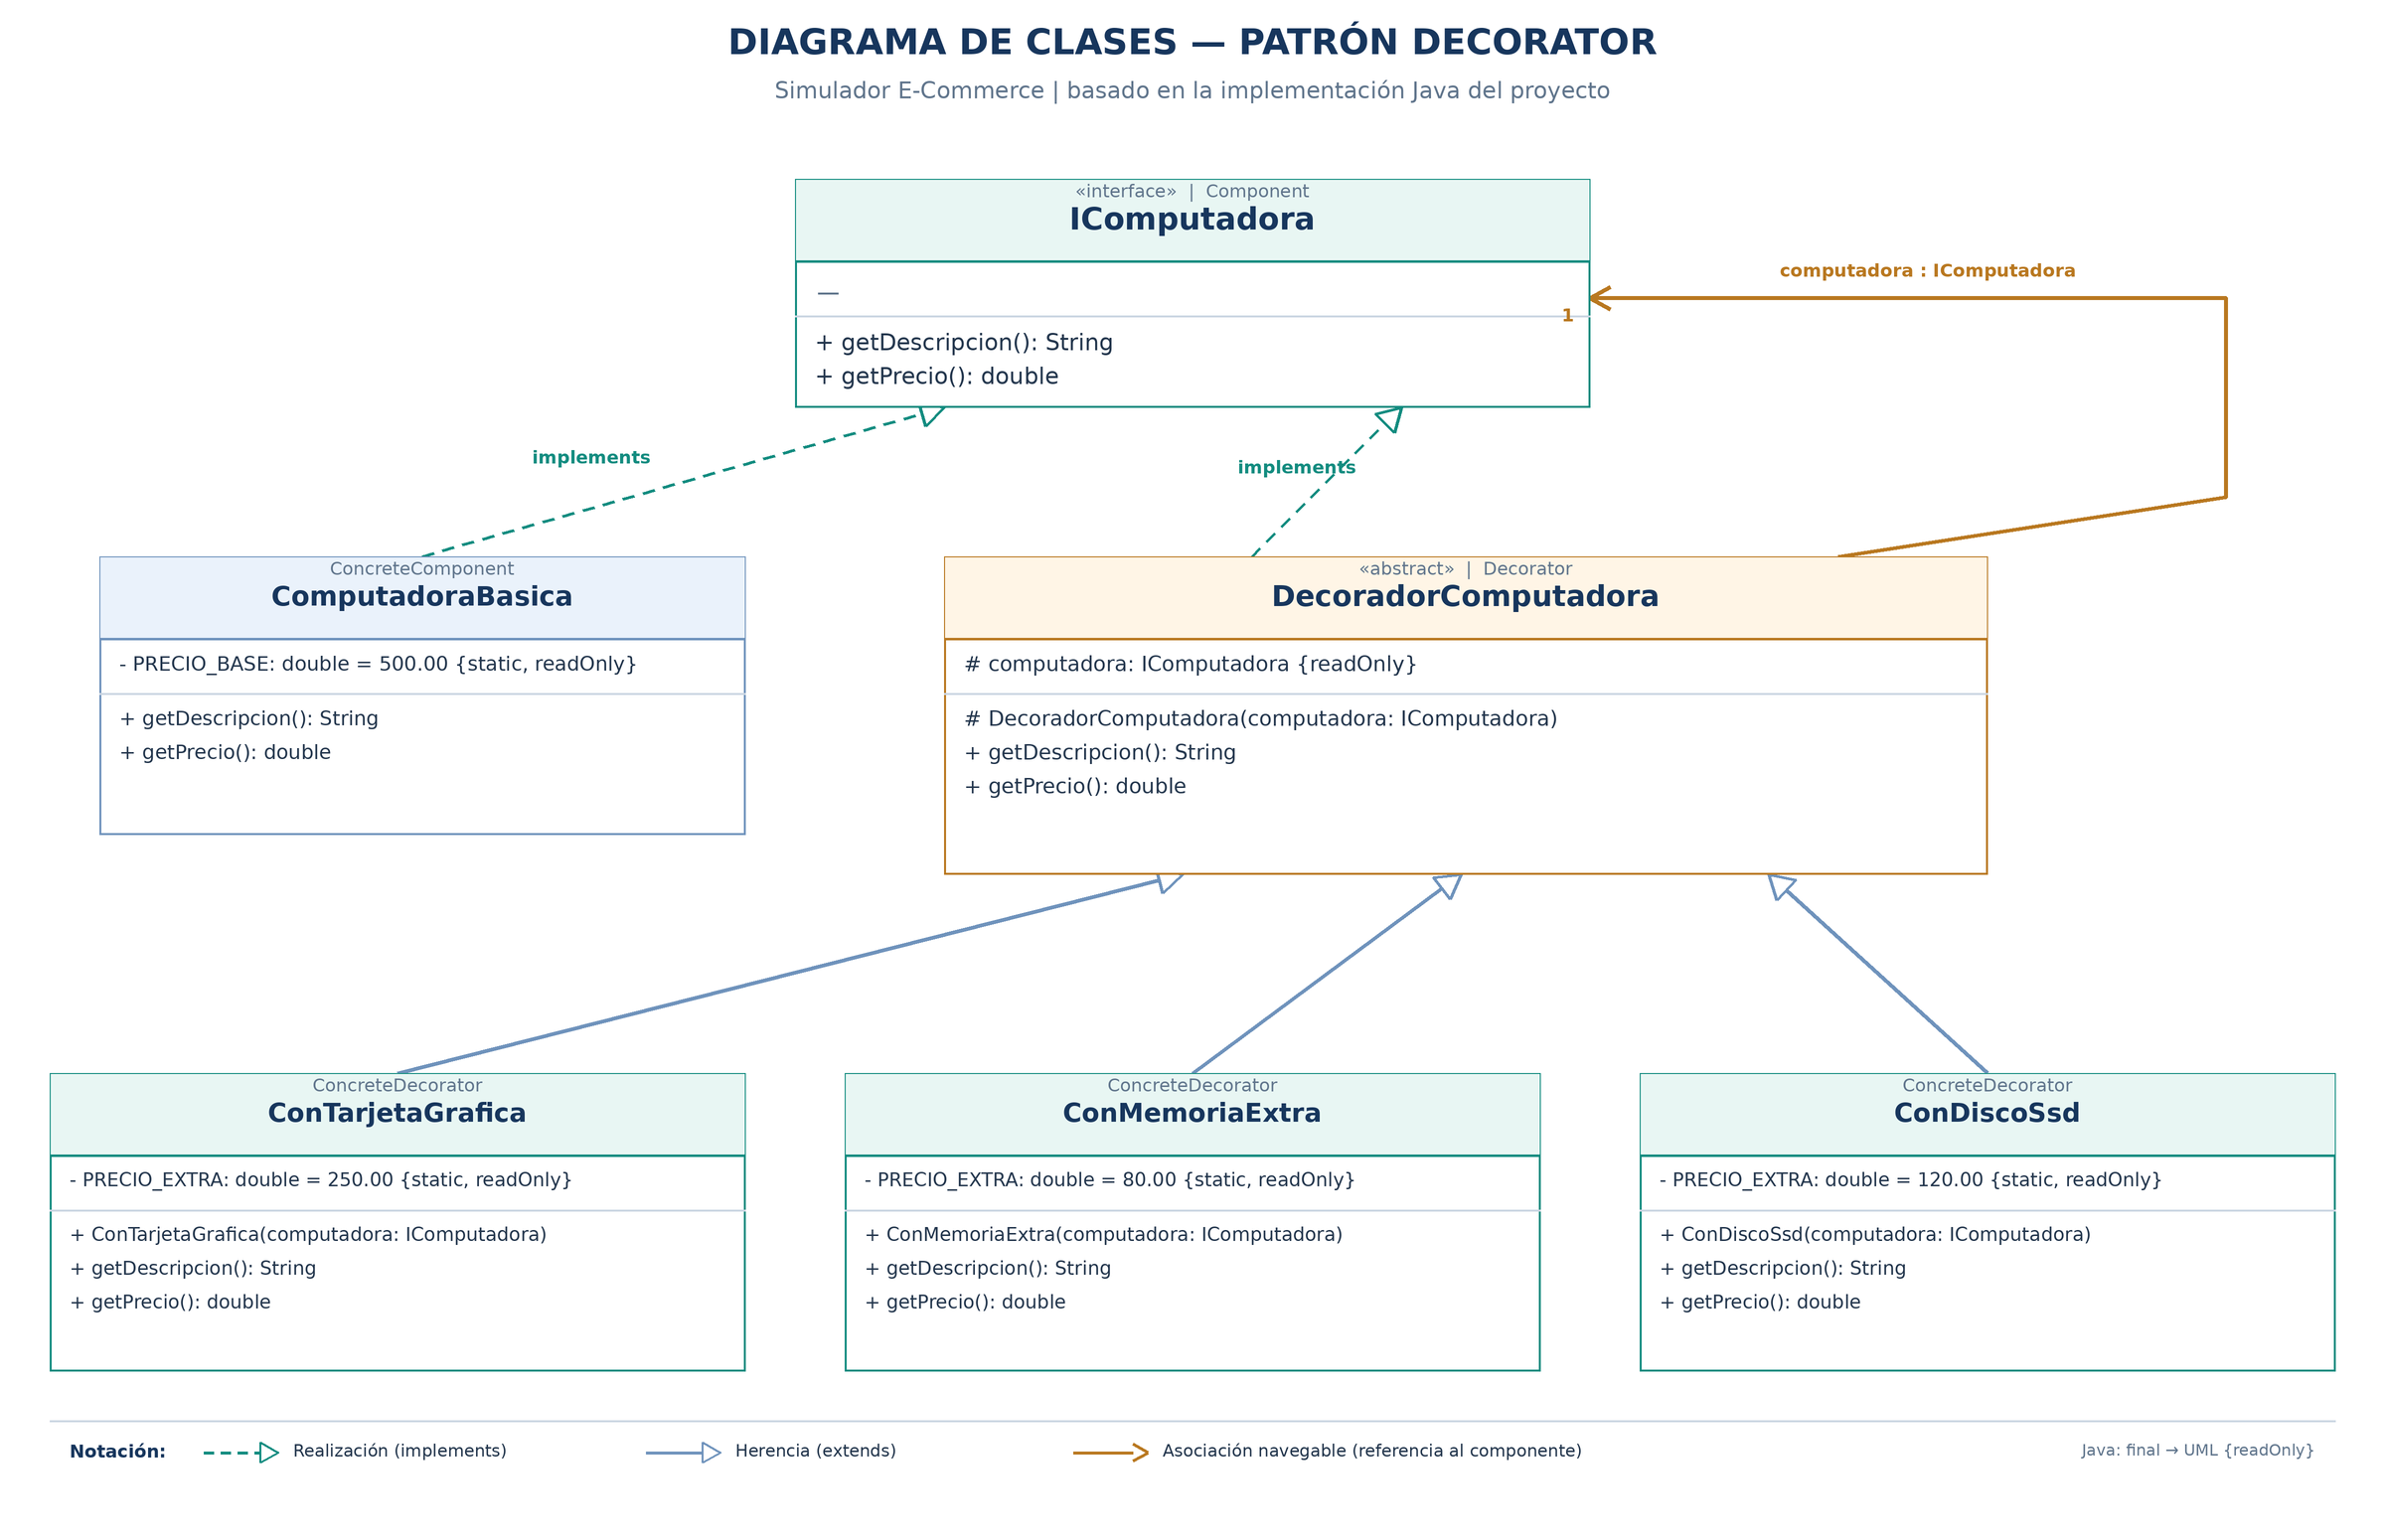 DIAGRAMA DE CLASES — PATRÓN DECORATOR
Simulador E-Commerce | basado en la implementación Java del proyecto
«interface» | Component
IComputadora
—
+ getDescripcion(): String
+ getPrecio(): double
computadora : IComputadora
1
implements
implements
ConcreteComponent
ComputadoraBasica
- PRECIO_BASE: double = 500.00 {static, readOnly}
+ getDescripcion(): String
+ getPrecio(): double
«abstract» | Decorator
DecoradorComputadora
# computadora: IComputadora {readOnly}
# DecoradorComputadora(computadora: IComputadora)
+ getDescripcion(): String
+ getPrecio(): double
ConcreteDecorator
ConTarjetaGrafica
- PRECIO_EXTRA: double = 250.00 {static, readOnly}
+ ConTarjetaGrafica(computadora: IComputadora)
+ getDescripcion(): String
+ getPrecio(): double
ConcreteDecorator
ConMemoriaExtra
- PRECIO_EXTRA: double = 80.00 {static, readOnly}
+ ConMemoriaExtra(computadora: IComputadora)
+ getDescripcion(): String
+ getPrecio(): double
ConcreteDecorator
ConDiscoSsd
- PRECIO_EXTRA: double = 120.00 {static, readOnly}
+ ConDiscoSsd(computadora: IComputadora)
+ getDescripcion(): String
+ getPrecio(): double
Notación:
Realización (implements)
Herencia (extends)
Asociación navegable (referencia al componente)
Java: final → UML {readOnly}